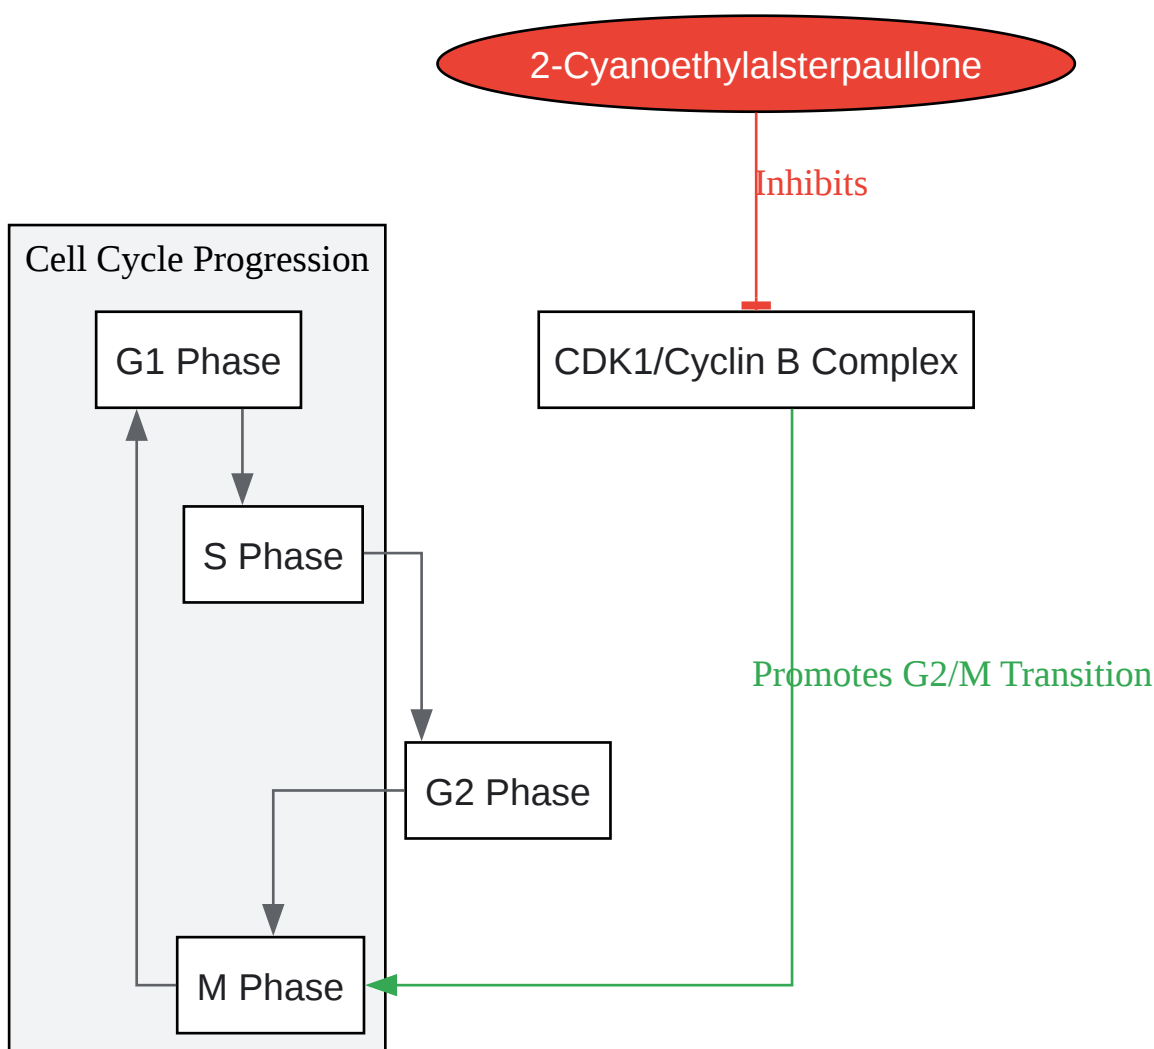 2-Cyanoethylalsterpaullone
Inhibits
Cell Cycle Progression
G1 Phase
CDK1/Cyclin B Complex
S Phase
Promotes G2/M Transition
G2 Phase
M Phase